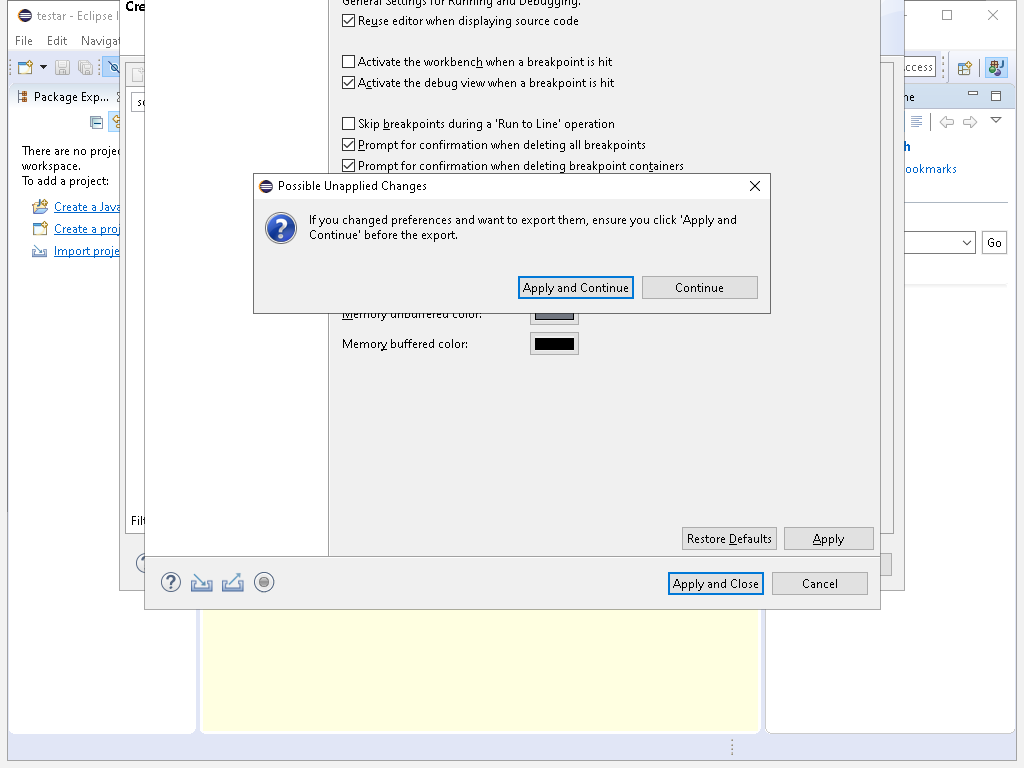 testar - Eclipse I
Cre
General Settings for Running and Debugging.
File Edit Navigat
Reuse editor when displaying source code
Activate the workbench when a breakpoint is hit
ccess
Activate the debug view when a breakpoint is hit
Package Exp...
ne
so
Skip breakpoints during a 'Run to Line' operation
Prompt for confirmation when deleting all breakpoints
There are no projec
workspace.
To add a project:
Prompt for confirmation when deleting breakpoint containers
ookmarks
Possible Unapplied Changes
Create a Java
If you changed preferences and want to export them, ensure you click 'Apply and
Continue' before the export.
Create a proj
Go
Import proje
Apply and Continue
Continue
Memory unbuffered color:
Memory buffered color:
Filt
Restore Defaults
Apply
Apply and Close
Cancel